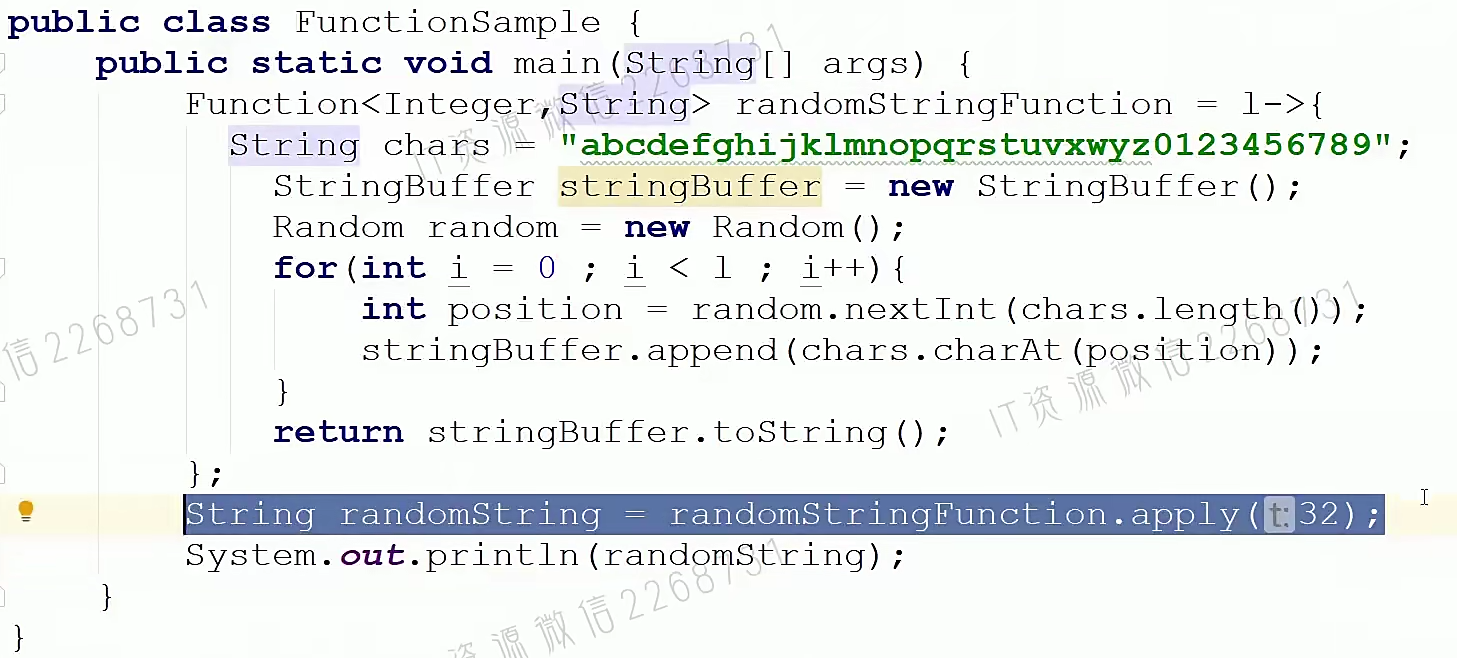 public class FunctionSample {
    public static void main(String[] args) {
        Function<Integer,String> randomStringFunction = l->{
          String chars = "abcdefghijklmnopqrstuvxwyz0123456789";
            StringBuffer stringBuffer = new StringBuffer();
            Random random = new Random();
            for(int i = 0 ; i < l ; i++){
                int position = random.nextInt(chars.length());
                stringBuffer.append(chars.charAt(position));
            }
            return stringBuffer.toString();
        };
        String randomString = randomStringFunction.apply(t:32);
        System.out.println(randomString);
    }
}
IT资源微信2268731
信2268731
IT资源微信2268731
资源微信2268731